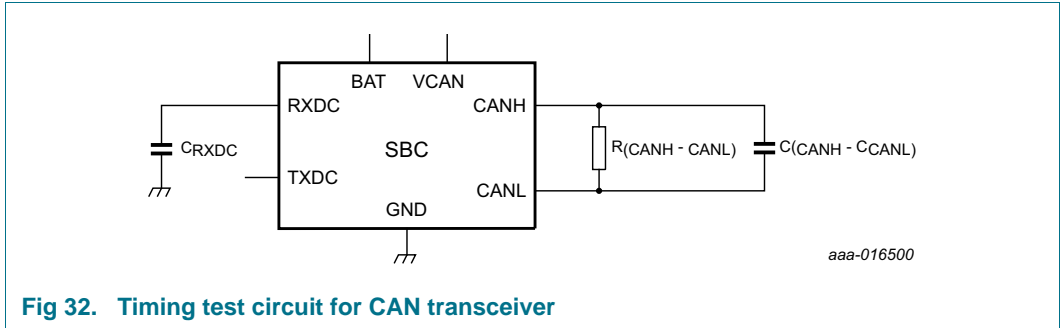 BAT VCAN
RXDC CANH
CRXDC SBC R(CANH - CANL) C(CANH - CCANL)
TXDC CANL
GND
aaa-016500
Fig 32. Timing test circuit for CAN transceiver